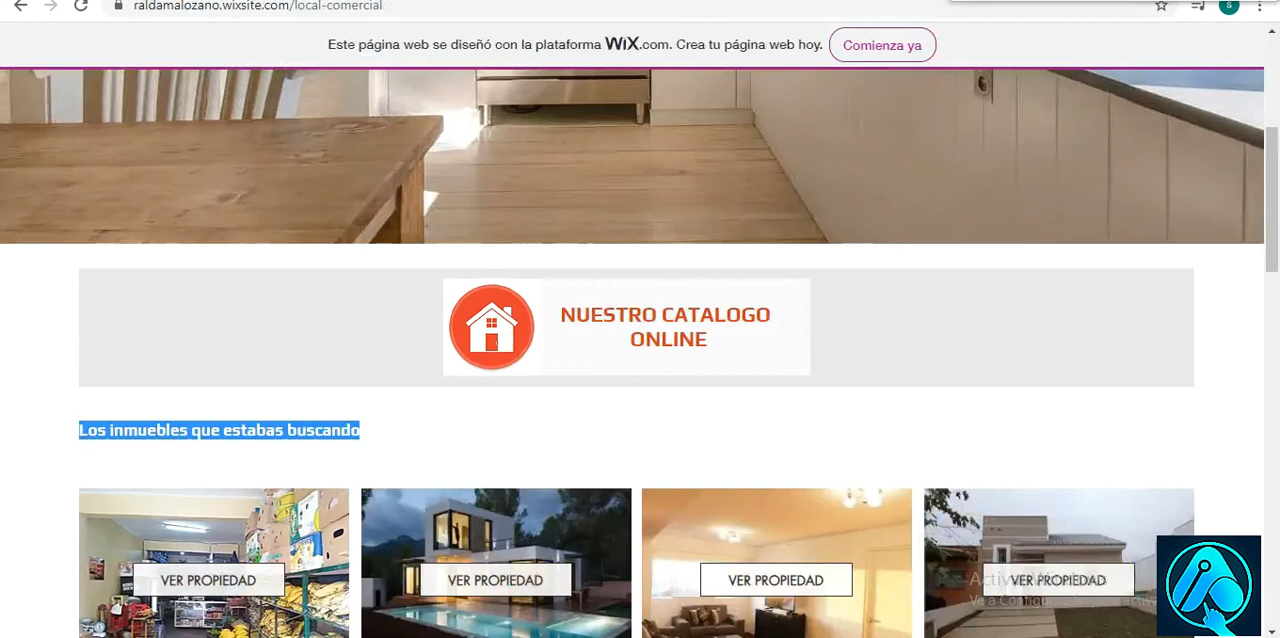 raldamalozano.wixsite.com/local-comercial
S
Este página web se diseñó con la plataforma WiX.com. Crea tu página web hoy.
Comienza ya
NUESTRO CATALOGO
ONLINE
Los inmuebles que estabas buscando
VER PROPIEDAD
VER PROPIEDAD
VER PROPIEDAD
VER PROPIEDAD